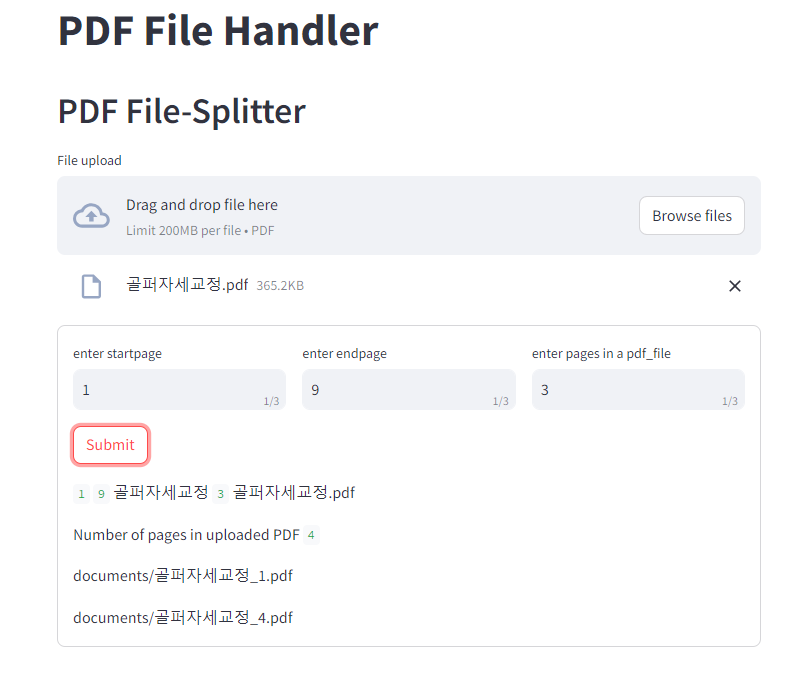 PDF File Handler
PDF File-Splitter
File upload
Drag and drop file here
Limit 200MB per file • PDF
Browse files
골퍼자세교정.pdf 365.2KB
enter startpage
enter endpage
enter pages in a pdf_file
1
1/3
9
1/3
3
1/3
Submit
1 9 골퍼자세교정 3 골퍼자세교정.pdf
Number of pages in uploaded PDF 4
documents/골퍼자세교정_1.pdf
documents/골퍼자세교정_4.pdf